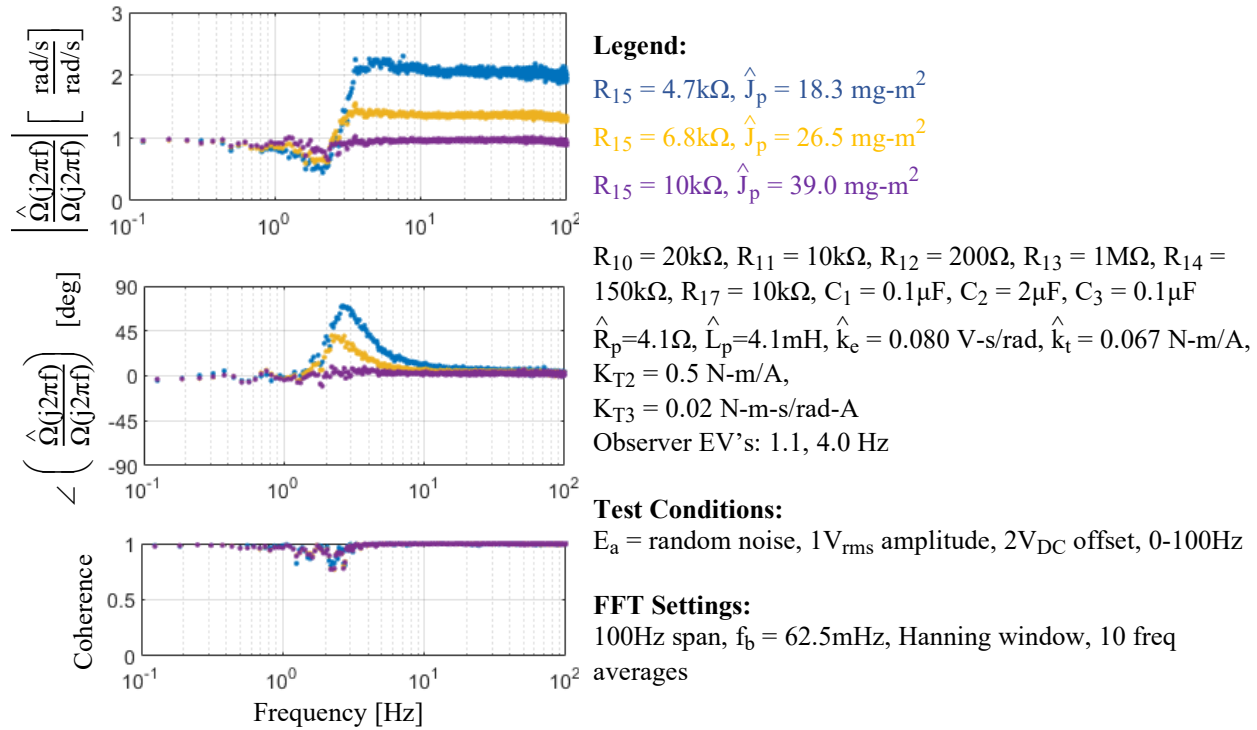 3
2
1
0
10^-1
10^0
10^1
10^2
|Ω̂(j2πf)/Ω(j2πf)| [rad/s / rad/s]
90
45
0
-45
-90
10^-1
10^0
10^1
10^2
∠(Ω̂(j2πf)/Ω(j2πf)) [deg]
1
0.5
0
10^-1
10^0
10^1
10^2
Coherence
Frequency [Hz]
Legend:
R₁₅ = 4.7kΩ, Ĵₚ = 18.3 mg-m²
R₁₅ = 6.8kΩ, Ĵₚ = 26.5 mg-m²
R₁₅ = 10kΩ, Ĵₚ = 39.0 mg-m²
R₁₀ = 20kΩ, R₁₁ = 10kΩ, R₁₂ = 200Ω, R₁₃ = 1MΩ, R₁₄ =
150kΩ, R₁₇ = 10kΩ, C₁ = 0.1μF, C₂ = 2μF, C₃ = 0.1μF
R̂ₚ=4.1Ω, L̂ₚ=4.1mH, k̂ₑ = 0.080 V-s/rad, k̂ₜ = 0.067 N-m/A,
K_T2 = 0.5 N-m/A,
K_T3 = 0.02 N-m-s/rad-A
Observer EV's: 1.1, 4.0 Hz
Test Conditions:
Eₐ = random noise, 1V_rms amplitude, 2V_DC offset, 0-100Hz
FFT Settings:
100Hz span, f_b = 62.5mHz, Hanning window, 10 freq
averages